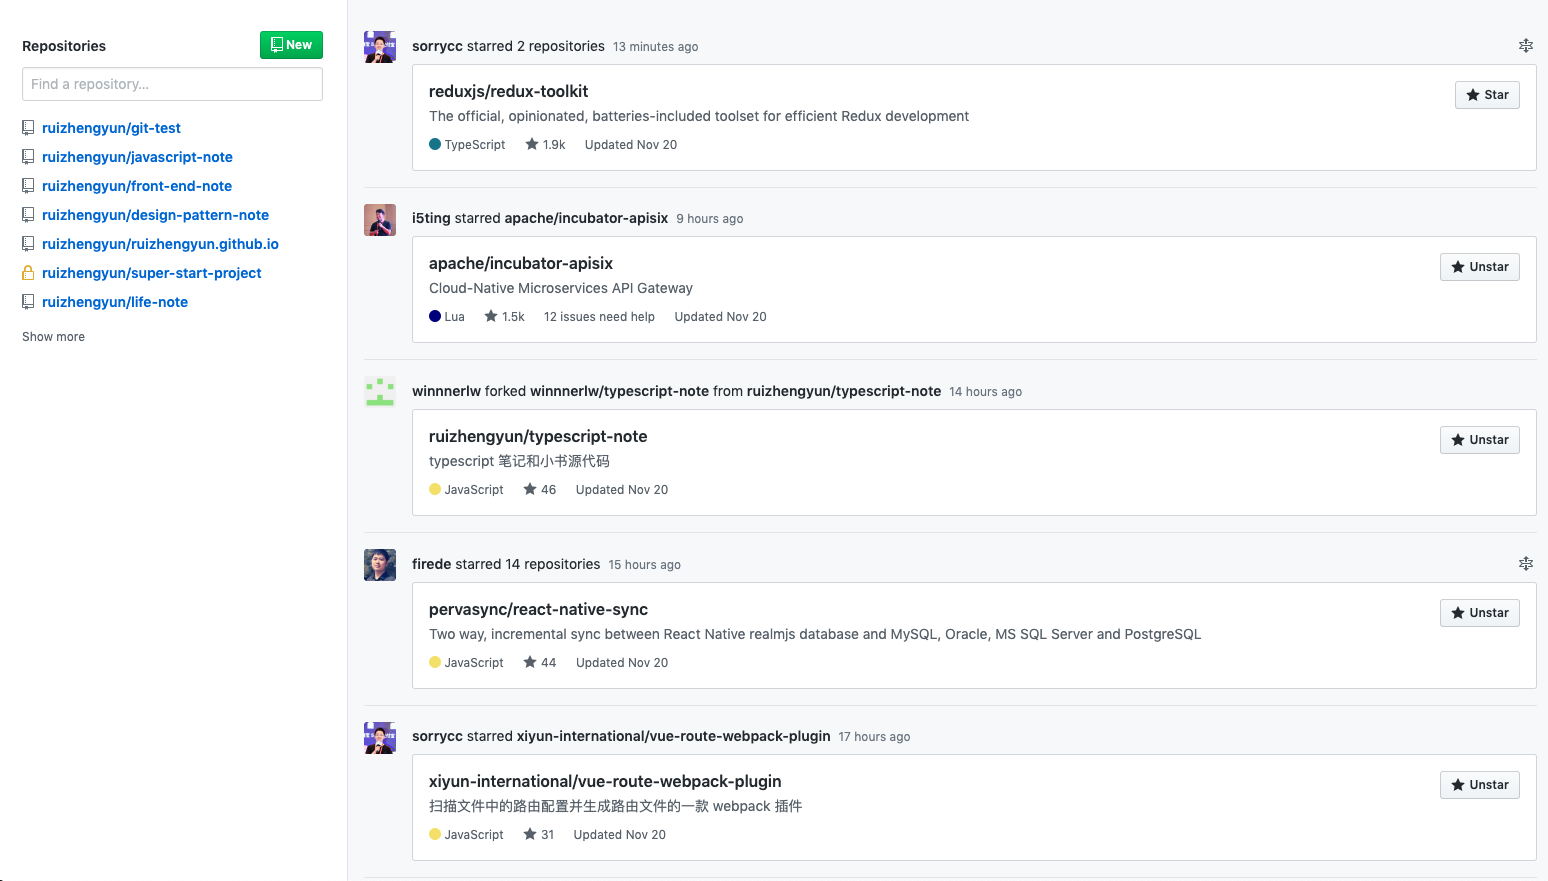 Repositories
New
Find a repository...
ruizhengyun/git-test
ruizhengyun/javascript-note
ruizhengyun/front-end-note
ruizhengyun/design-pattern-note
ruizhengyun/ruizhengyun.github.io
ruizhengyun/super-start-project
ruizhengyun/life-note
Show more
sorrycc starred 2 repositories 13 minutes ago
reduxjs/redux-toolkit
Star
The official, opinionated, batteries-included toolset for efficient Redux development
TypeScript 1.9k Updated Nov 20
i5ting starred apache/incubator-apisix 9 hours ago
apache/incubator-apisix
Unstar
Cloud-Native Microservices API Gateway
Lua 1.5k 12 issues need help Updated Nov 20
winnnerlw forked winnnerlw/typescript-note from ruizhengyun/typescript-note 14 hours ago
ruizhengyun/typescript-note
Unstar
typescript 笔记和小书源代码
JavaScript 46 Updated Nov 20
firede starred 14 repositories 15 hours ago
pervasync/react-native-sync
Unstar
Two way, incremental sync between React Native realmjs database and MySQL, Oracle, MS SQL Server and PostgreSQL
JavaScript 44 Updated Nov 20
sorrycc starred xiyun-international/vue-route-webpack-plugin 17 hours ago
xiyun-international/vue-route-webpack-plugin
Unstar
扫描文件中的路由配置并生成路由文件的一款 webpack 插件
JavaScript 31 Updated Nov 20